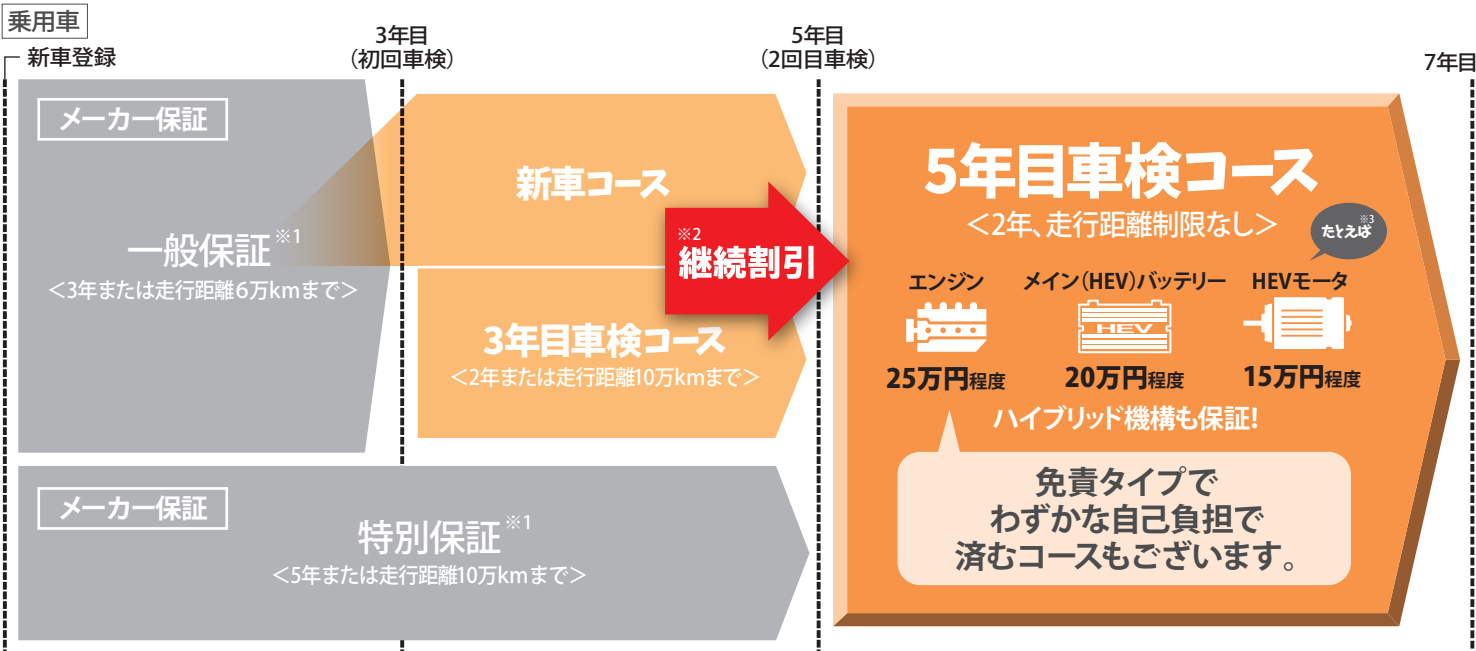 乗用車
新車登録
3年目
（初回車検）
5年目
（2回目車検）
7年目
メーカー保証
一般保証※1
＜3年または走行距離6万kmまで＞
新車コース
※2
継続割引
3年目車検コース
＜2年または走行距離10万kmまで＞
メーカー保証
特別保証※1
＜5年または走行距離10万kmまで＞
5年目車検コース
＜2年、走行距離制限なし＞
※3
たとえば
エンジン
メイン（HEV）バッテリー
HEVモータ
HEV
25万円程度
20万円程度
15万円程度
ハイブリッド機構も保証!
免責タイプで
わずかな自己負担で
済むコースもございます。